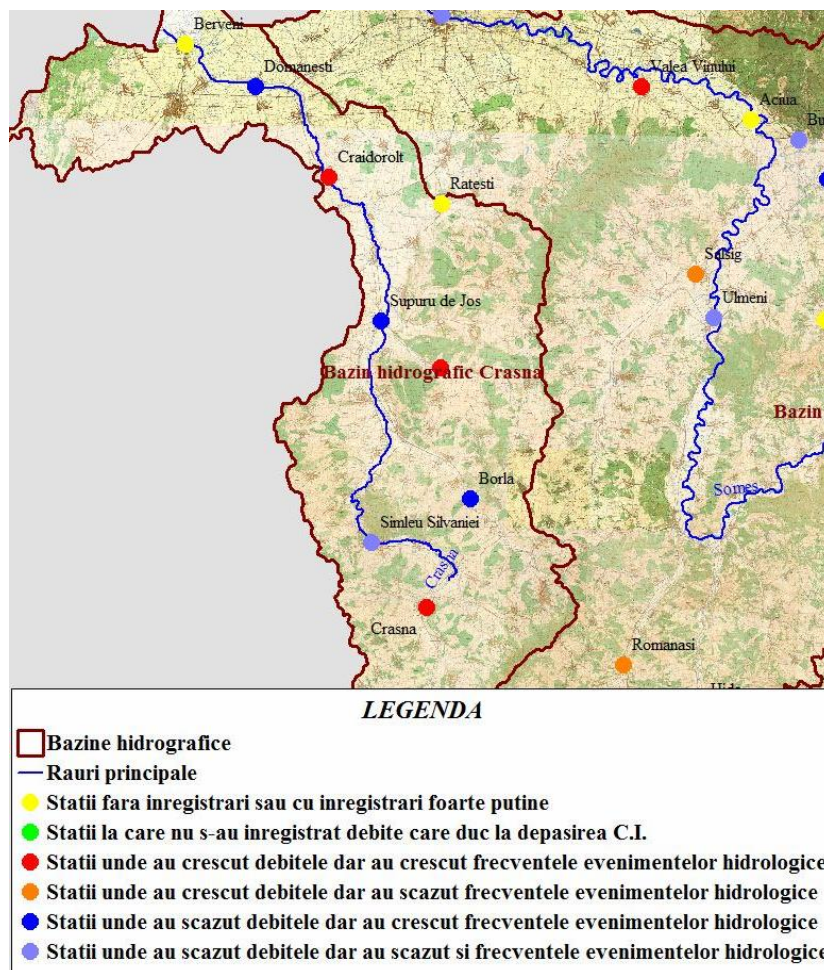 Berveni
Domanesti
Valea Vinului
Aciua
Bu
Craidorolt
Ratesti
Salsig
Supuru de Jos
Ulmeni
Bazin hidrografic Crasna
Bazin
Borla
Somes
Simleu Silvaniei
Crasna
Crasna
Romanasi
LEGENDA
Bazine hidrografice
Rauri principale
Statii fara inregistrari sau cu inregistrari foarte putine
Statii la care nu s-au inregistrat debite care duc la depasirea C.I.
Statii unde au crescut debitele dar au crescut frecventele evenimentelor hidrologice
Statii unde au crescut debitele dar au scazut frecventele evenimentelor hidrologice
Statii unde au scazut debitele dar au crescut frecventele evenimentelor hidrologice
Statii unde au scazut debitele dar au scazut si frecventele evenimentelor hidrologice